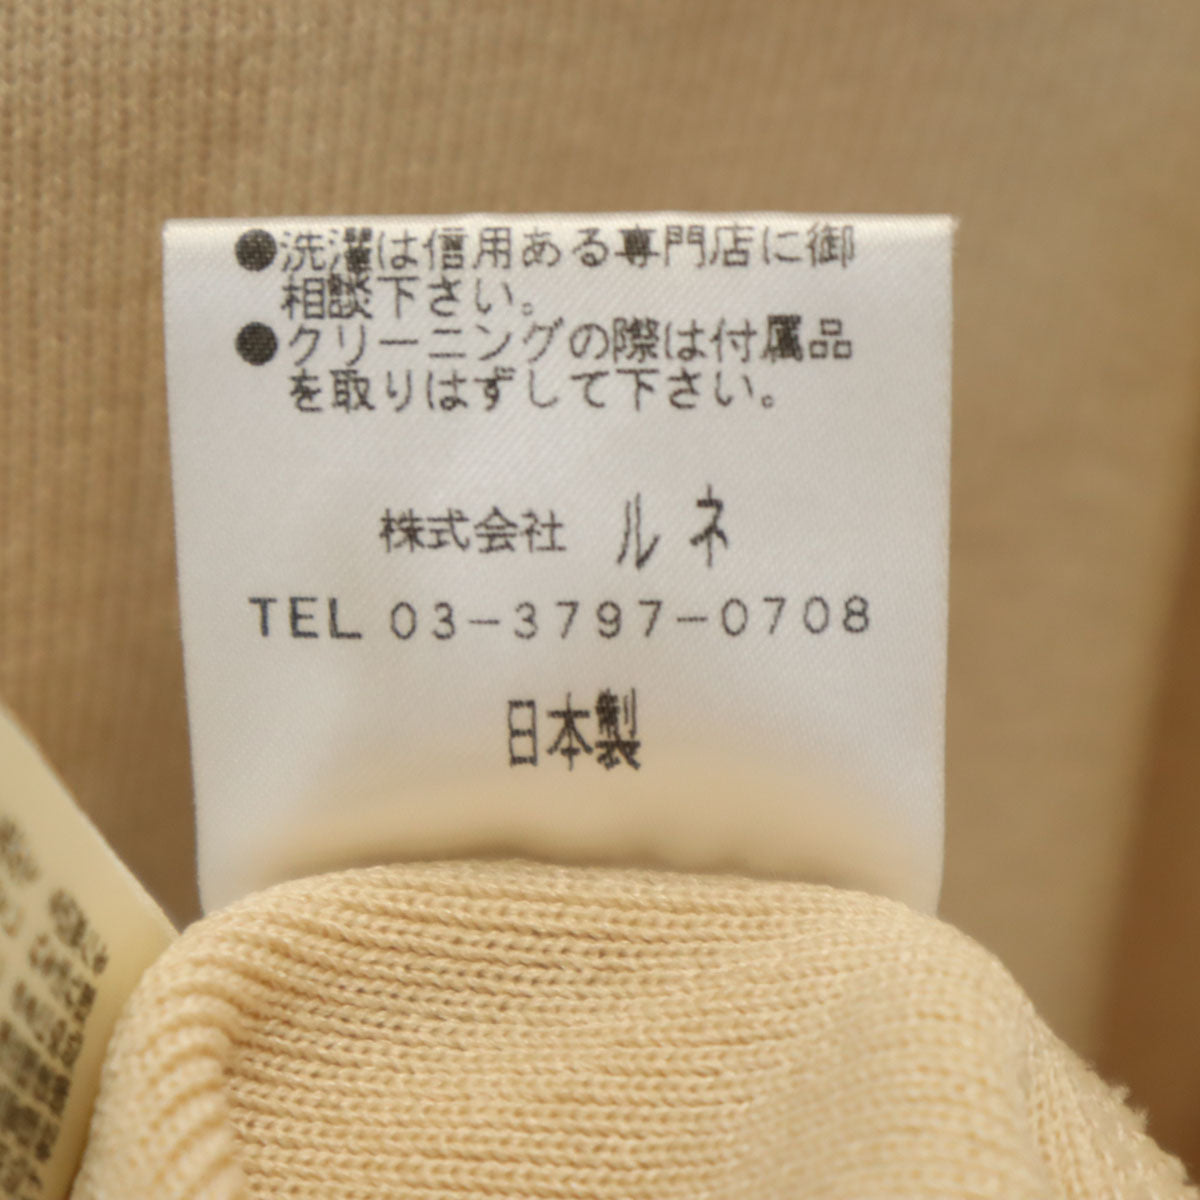 ●洗濯は信用ある専門店に御
相談下さい。
●クリーニングの際は付属品
を取りはずして下さい。
株式会社 ルネ
TEL 03-3797-0708
日本製